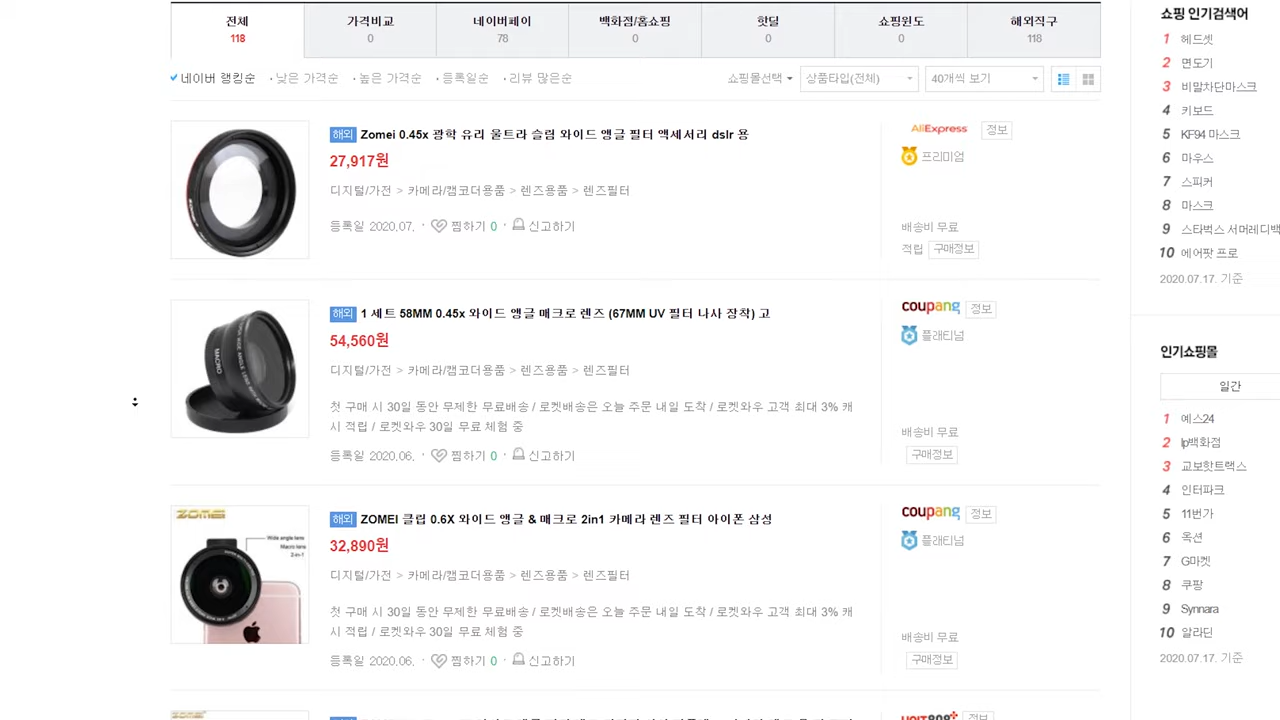 전체 가격비교 네이버페이 백화점/홈쇼핑 핫딜 쇼핑윈도 해외직구
118 0 78 0 0 0 118
네이버 랭킹순 · 낮은 가격순 · 높은 가격순 · 등록일순 · 리뷰 많은순 쇼핑몰선택 상품타입(전체) 40개씩 보기
해외 Zomei 0.45x 광학 유리 울트라 슬림 와이드 앵글 필터 액세서리 dslr 용
27,917원
디지털/가전 > 카메라/캠코더용품 > 렌즈용품 > 렌즈필터
등록일 2020.07. · 찜하기 0 · 신고하기
AliExpress 정보
프리미엄
배송비 무료
적립 구매정보
해외 1 세트 58MM 0.45x 와이드 앵글 매크로 렌즈 (67MM UV 필터 나사 장착) 고
54,560원
디지털/가전 > 카메라/캠코더용품 > 렌즈용품 > 렌즈필터
첫 구매 시 30일 동안 무제한 무료배송 / 로켓배송은 오늘 주문 내일 도착 / 로켓와우 고객 최대 3% 캐
시 적립 / 로켓와우 30일 무료 체험 중
등록일 2020.06. · 찜하기 0 · 신고하기
coupang 정보
플래티넘
배송비 무료
구매정보
MACRO
ZOMEI
Wide angle lens
Macro lens
2-in-1
해외 ZOMEI 클립 0.6X 와이드 앵글 & 매크로 2in1 카메라 렌즈 필터 아이폰 삼성
32,890원
디지털/가전 > 카메라/캠코더용품 > 렌즈용품 > 렌즈필터
첫 구매 시 30일 동안 무제한 무료배송 / 로켓배송은 오늘 주문 내일 도착 / 로켓와우 고객 최대 3% 캐
시 적립 / 로켓와우 30일 무료 체험 중
등록일 2020.06. · 찜하기 0 · 신고하기
coupang 정보
플래티넘
배송비 무료
구매정보
쇼핑 인기검색어
1 헤드셋
2 면도기
3 비말차단마스크
4 키보드
5 KF94 마스크
6 마우스
7 스피커
8 마스크
9 스타벅스 서머레디백
10 에어팟 프로
2020.07.17. 기준
인기쇼핑몰
일간
1 예스24
2 lp백화점
3 교보핫트랙스
4 인터파크
5 11번가
6 옥션
7 G마켓
8 쿠팡
9 Synnara
10 알라딘
2020.07.17. 기준